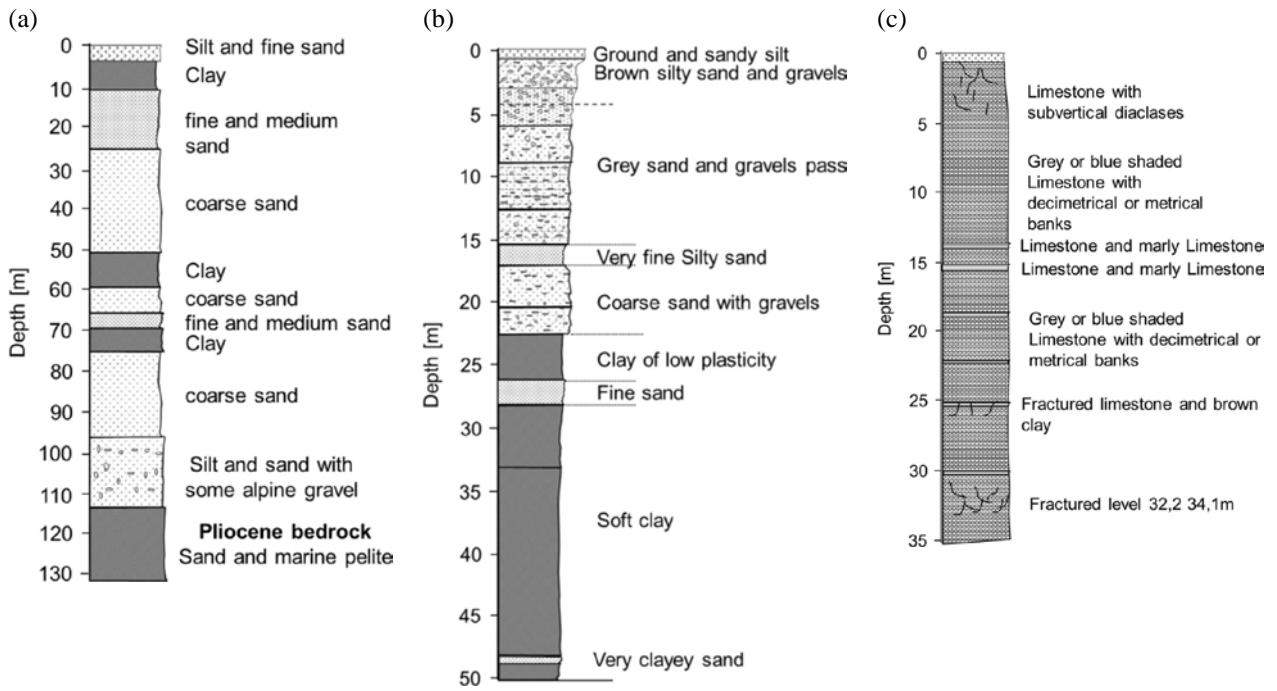 (a)
0
10
20
30
40
50
60
70
80
90
100
110
120
130
Depth [m]
Silt and fine sand
Clay
fine and medium
sand
coarse sand
Clay
coarse sand
fine and medium sand
Clay
coarse sand
Silt and sand with
some alpine gravel
Pliocene bedrock
Sand and marine pelite
(b)
0
5
10
15
20
25
30
35
40
45
50
Depth [m]
Ground and sandy silt
Brown silty sand and gravels
Grey sand and gravels pass
Very fine Silty sand
Coarse sand with gravels
Clay of low plasticity
Fine sand
Soft clay
Very clayey sand
(c)
0
5
10
15
20
25
30
35
Depth [m]
Limestone with
subvertical diaclases
Grey or blue shaded
Limestone with
decimetrical or metrical
banks
Limestone and marly Limestone
Limestone and marly Limestone
Grey or blue shaded
Limestone with decimetrical or
metrical banks
Fractured limestone and brown
clay
Fractured level 32,2 34,1m